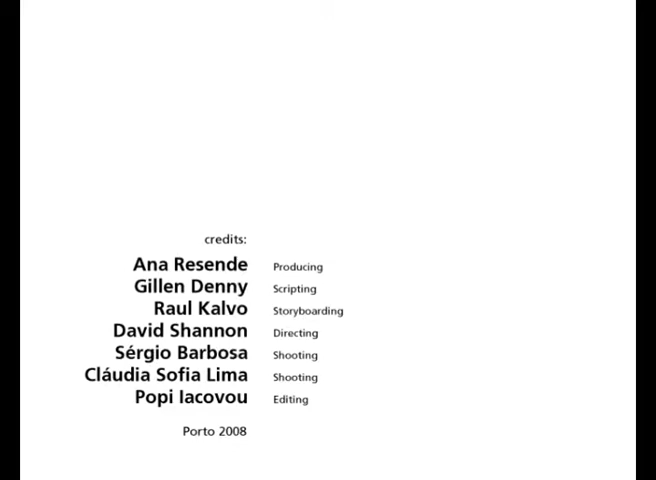 credits:
Ana Resende Producing
Gillen Denny Scripting
Raul Kalvo Storyboarding
David Shannon Directing
Sérgio Barbosa Shooting
Cláudia Sofia Lima Shooting
Popi Iacovou Editing
Porto 2008